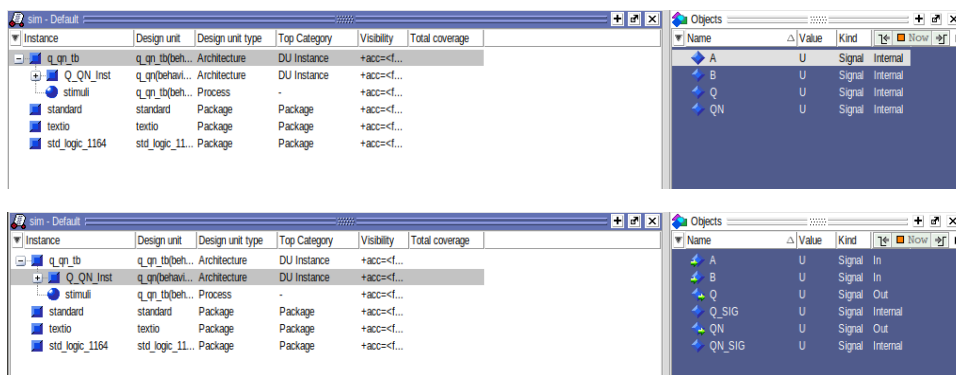 sim - Default
Instance Design unit Design unit type Top Category Visibility Total coverage
q_qn_tb q_qn_tb(beh... Architecture DU Instance +acc=<f...
Q_QN_Inst q_qn(behavi... Architecture DU Instance +acc=<f...
stimuli q_qn_tb(beh... Process - +acc=<f...
standard standard Package Package +acc=<f...
textio textio Package Package +acc=<f...
std_logic_1164 std_logic_11... Package Package +acc=<f...
Objects
Name Value Kind Now
A U Signal Internal
B U Signal Internal
Q U Signal Internal
QN U Signal Internal
sim - Default
Instance Design unit Design unit type Top Category Visibility Total coverage
q_qn_tb q_qn_tb(beh... Architecture DU Instance +acc=<f...
Q_QN_Inst q_qn(behavi... Architecture DU Instance +acc=<f...
stimuli q_qn_tb(beh... Process - +acc=<f...
standard standard Package Package +acc=<f...
textio textio Package Package +acc=<f...
std_logic_1164 std_logic_11... Package Package +acc=<f...
Objects
Name Value Kind Now
A U Signal In
B U Signal In
Q U Signal Out
Q_SIG U Signal Internal
QN U Signal Out
QN_SIG U Signal Internal